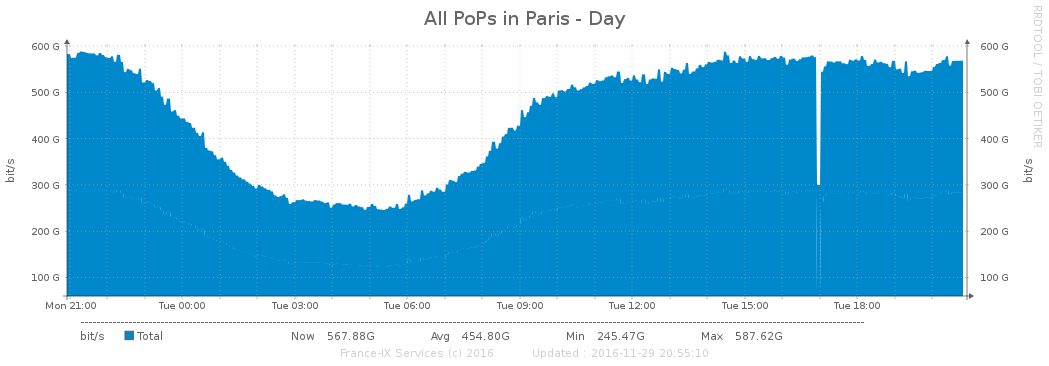 All PoPs in Paris - Day
RRDTOOL / TOBI OETIKER
600 G 600 G
500 G 500 G
400 G 400 G
300 G 300 G
200 G 200 G
100 G 100 G
bit/s
bit/s
Mon 21:00 Tue 00:00 Tue 03:00 Tue 06:00 Tue 09:00 Tue 12:00 Tue 15:00 Tue 18:00
bit/s Total Now 567.88G Avg 454.80G Min 245.47G Max 587.62G
France-IX Services (c) 2016 Updated : 2016-11-29 20:55:10